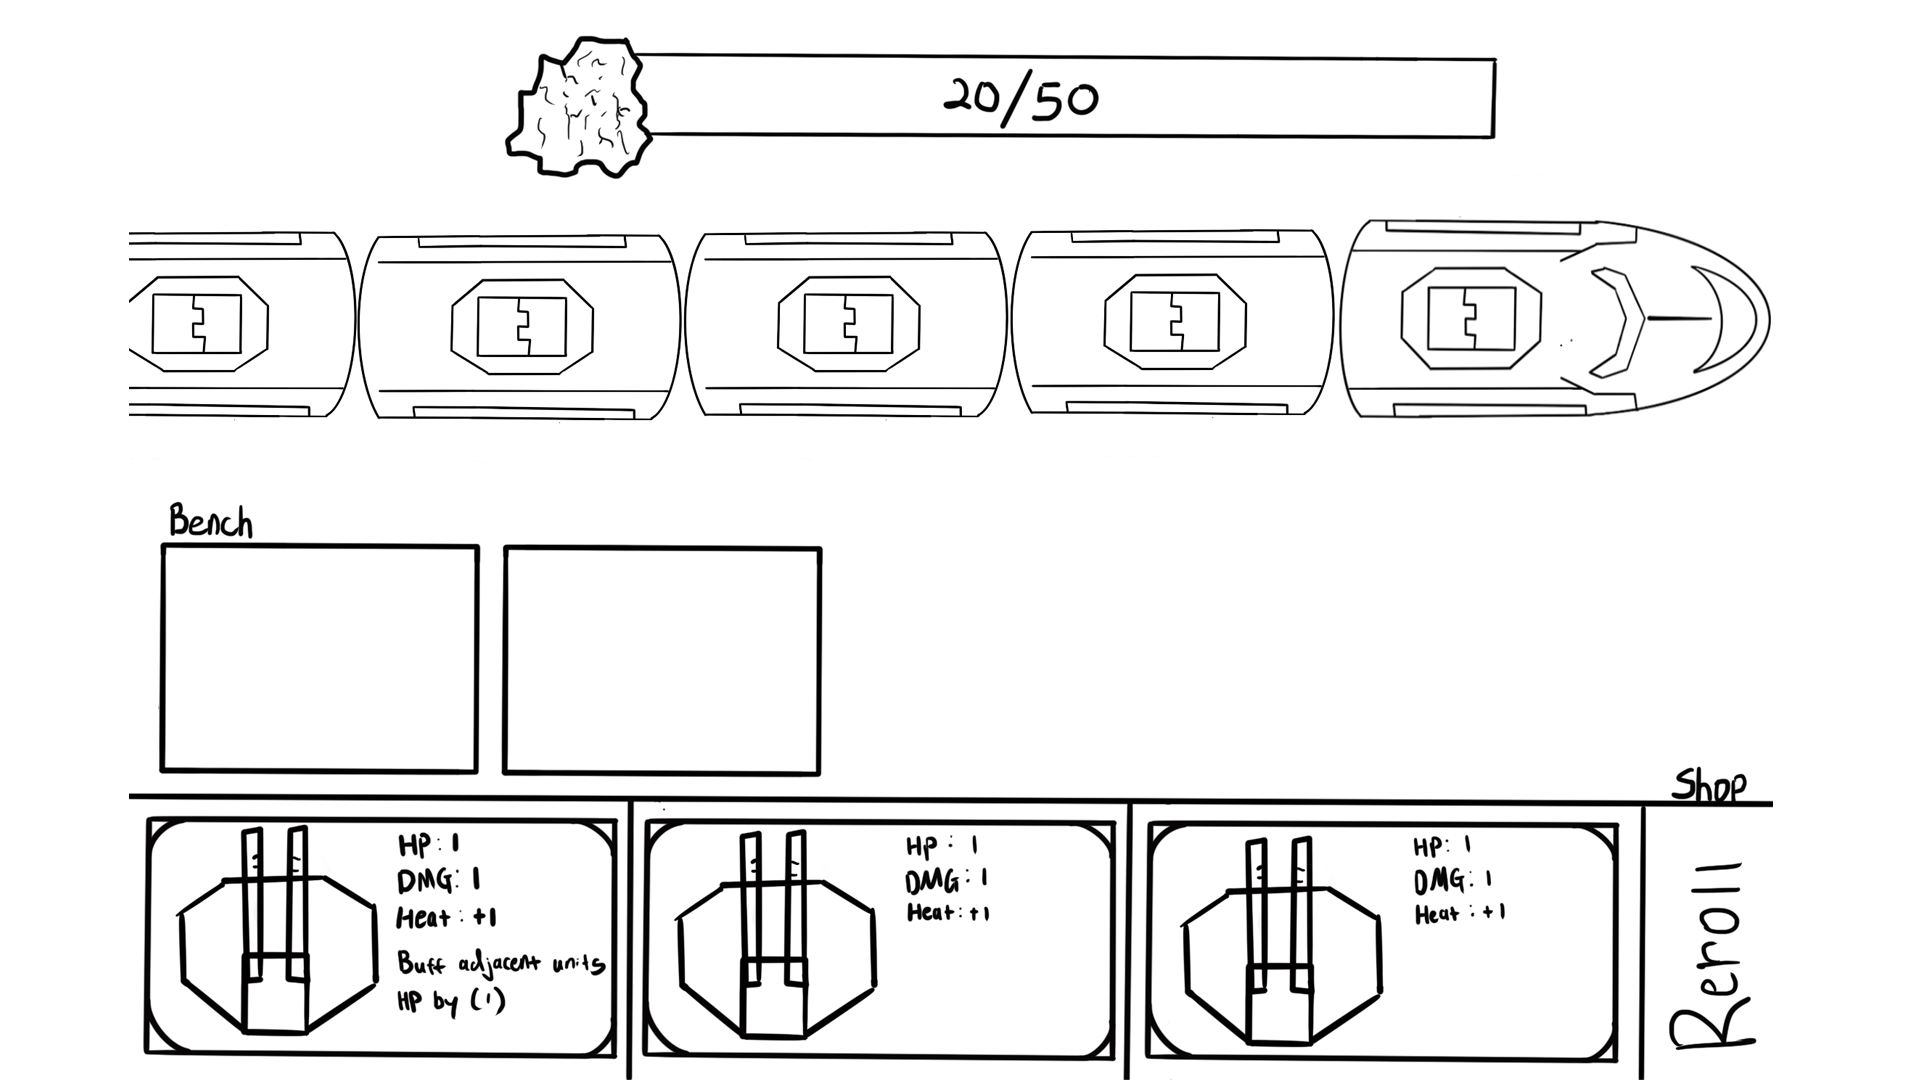 20/50
Bench
Shop
HP: 1
DMG: 1
Heat: +1
Buff adjacent units
HP by (1)
HP: 1
DMG: 1
Heat: +1
HP: 1
DMG: 1
Heat: +1
Reroll